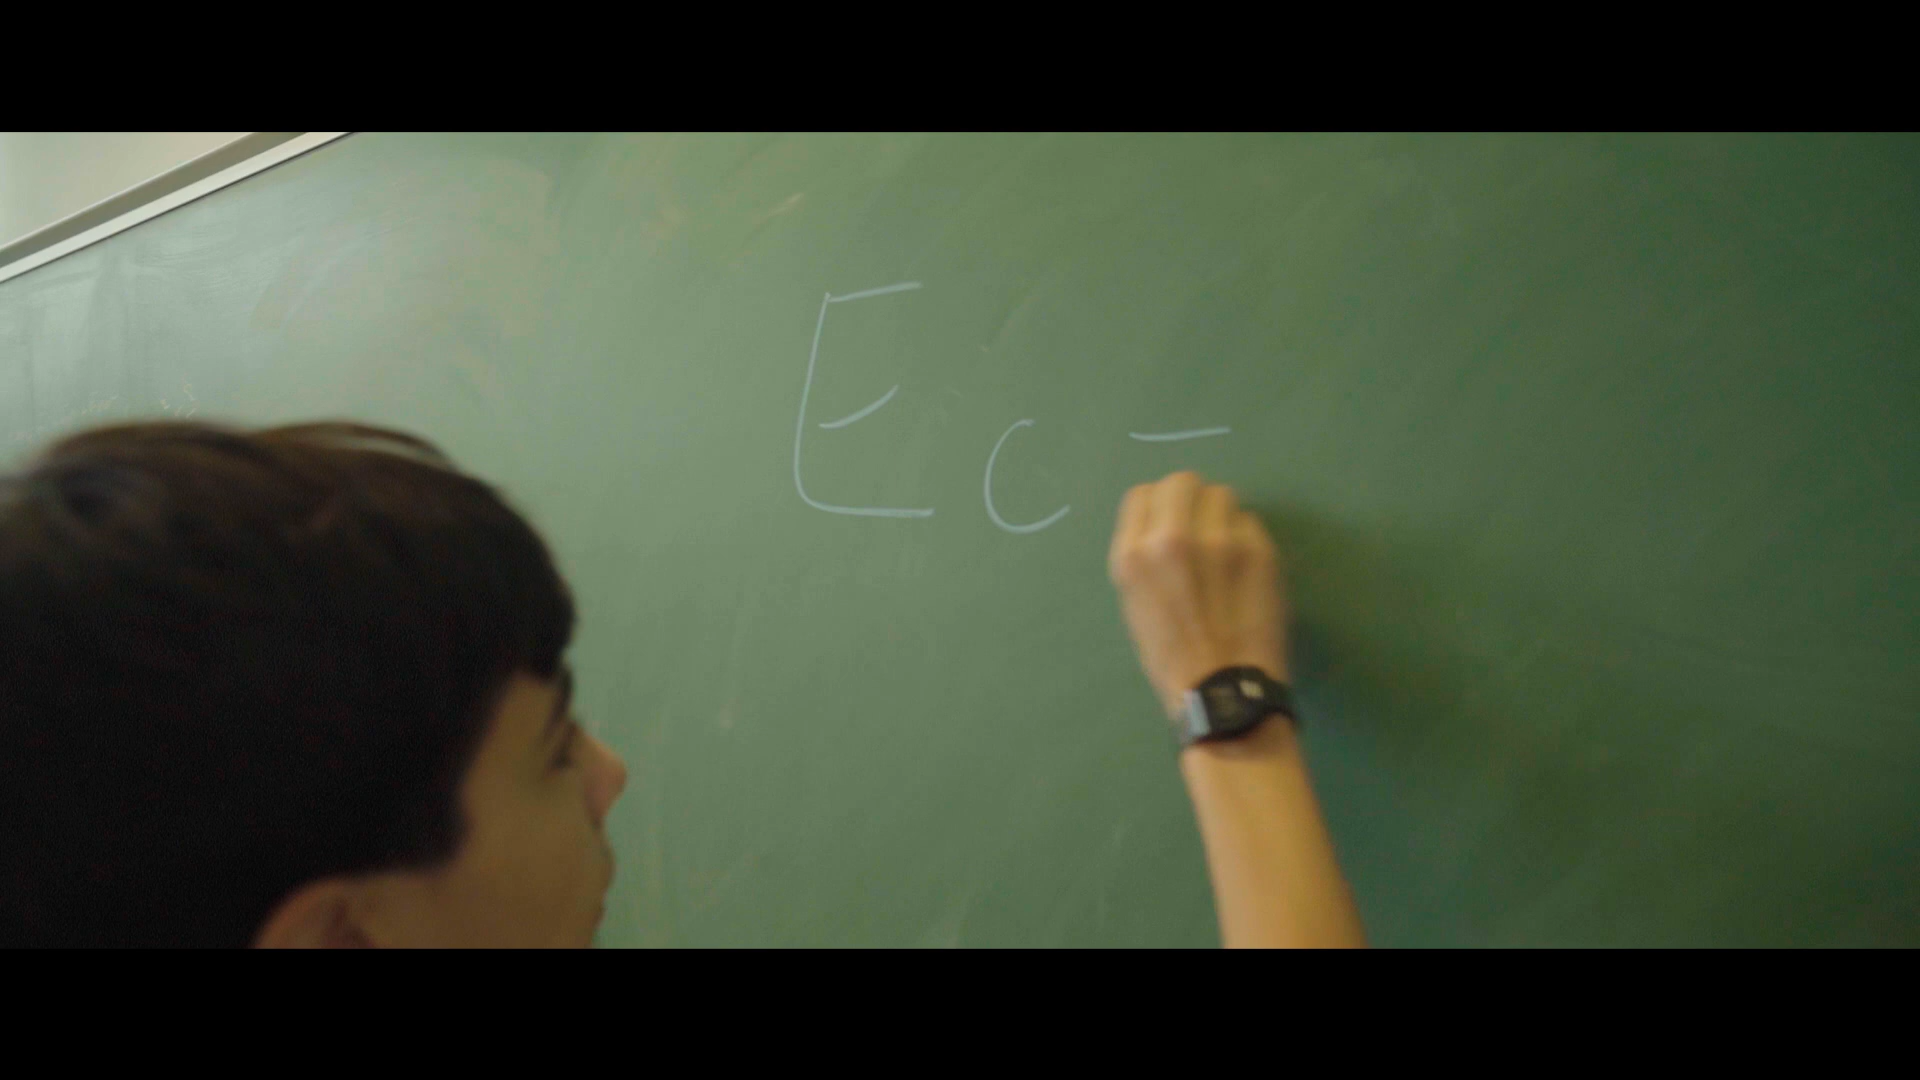 Ec =